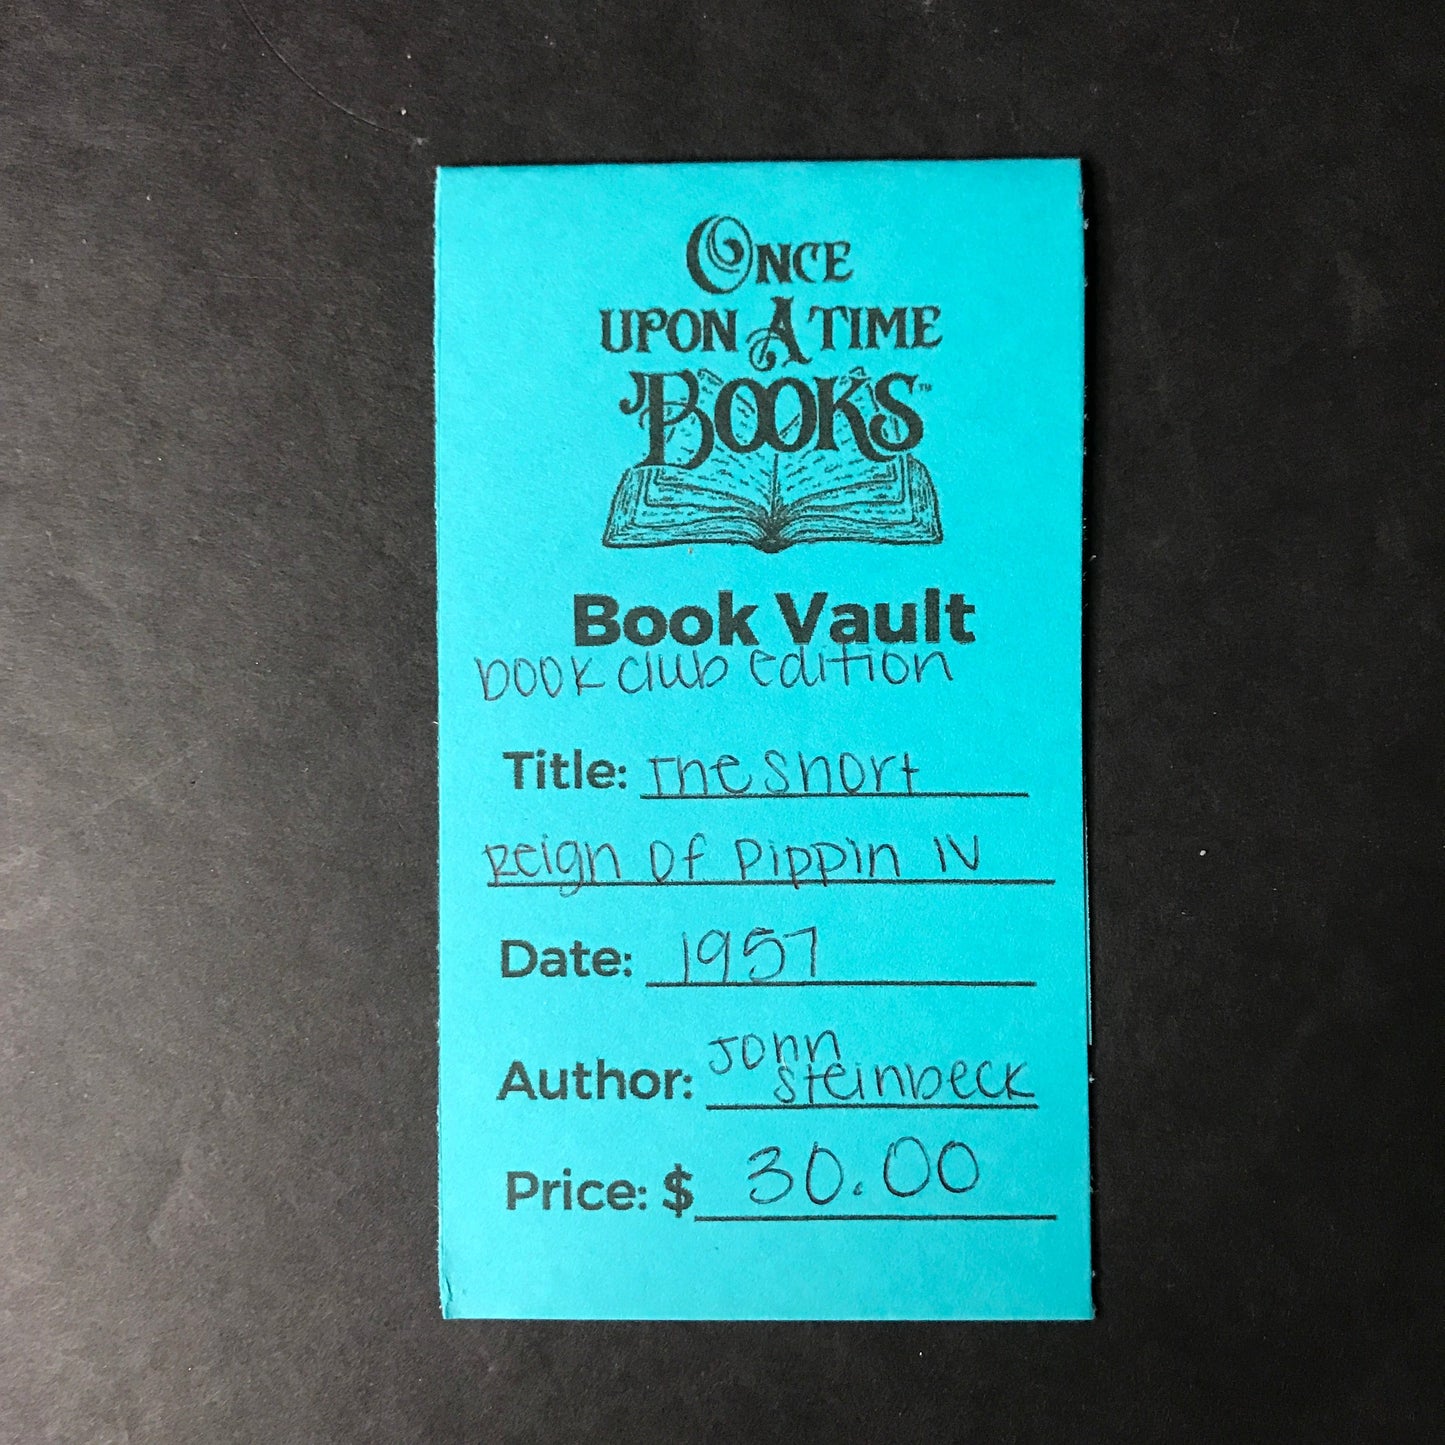 ONCE
UPON A TIME
BOOKS™
Book Vault
book club edition
Title: The Short
Reign Of Pippin IV
Date: 1957
Author: John
Steinbeck
Price: $ 30.00